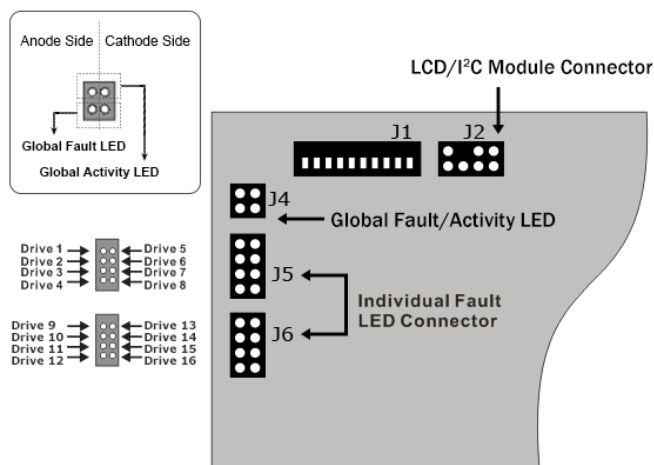 Anode Side
Cathode Side
Global Fault LED
Global Activity LED
LCD/I²C Module Connector
J1
J2
J4
Global Fault/Activity LED
J5
Individual Fault
LED Connector
J6
Drive 1
Drive 2
Drive 3
Drive 4
Drive 5
Drive 6
Drive 7
Drive 8
Drive 9
Drive 10
Drive 11
Drive 12
Drive 13
Drive 14
Drive 15
Drive 16